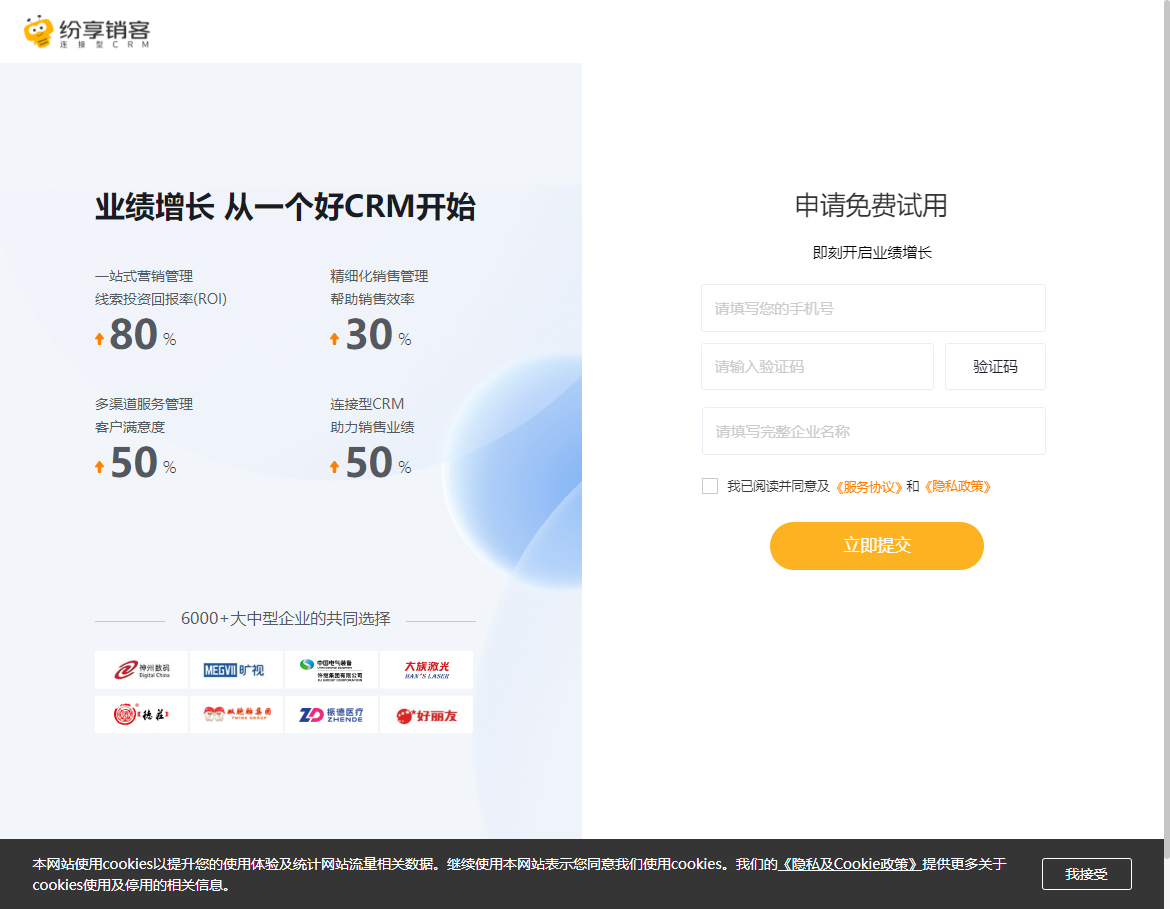 纷享销客
连接型CRM
业绩增长 从一个好CRM开始
一站式营销管理
线索投资回报率(ROI)
80 %
精细化销售管理
帮助销售效率
30 %
多渠道服务管理
客户满意度
50 %
连接型CRM
助力销售业绩
50 %
6000+大中型企业的共同选择
神州数码
Digital China
MEGVII 旷视
中国电气装备
许继集团有限公司
XJ GROUP CORPORATION
大族激光
HAN'S LASER
德庄
双胞胎集团
TWINS GROUP
ZD 振德医疗
ZHENDE
好丽友
申请免费试用
即刻开启业绩增长
请填写您的手机号
请输入验证码
验证码
请填写完整企业名称
我已阅读并同意及《服务协议》和《隐私政策》
立即提交
本网站使用cookies以提升您的使用体验及统计网站流量相关数据。继续使用本网站表示您同意我们使用cookies。我们的《隐私及Cookie政策》提供更多关于
cookies使用及停用的相关信息。
我接受